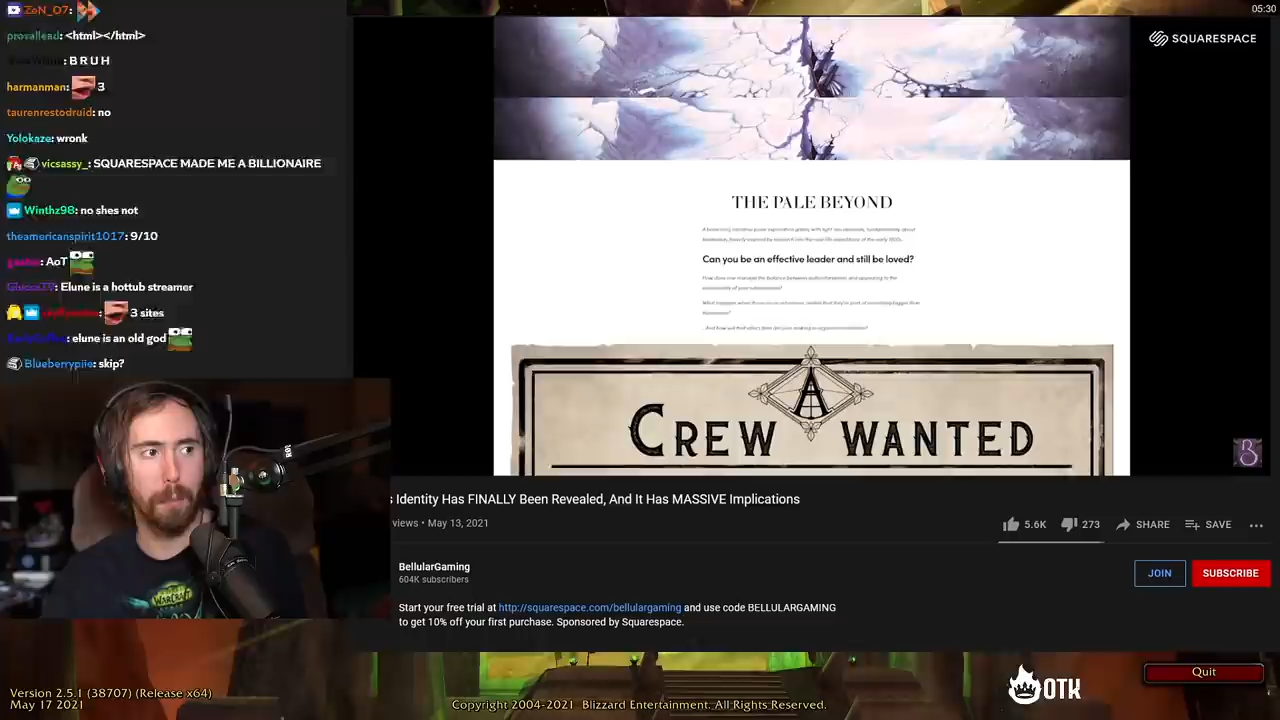 ZeN_O7:
05:30
provallead: <html></html>
B R U H
harmanman: 3
taurenrestodruid: no
Yolokaze: wronk
vicsassy_: SQUARESPACE MADE ME A BILLIONAIRE
Winthz98: no shes not
theamericanspirit1017: 9/10
AoT
Elune is a hottub streamer
3 tes
she's a old god
Blueberrypiie: skip?
SQUARESPACE
THE PALE BEYOND
Can you be an effective leader and still be loved?
A
CREW WANTED
B
s Identity Has FINALLY Been Revealed, And It Has MASSIVE Implications
views • May 13, 2021
5.6K
273
SHARE
SAVE
BellularGaming
604K subscribers
JOIN
SUBSCRIBE
Start your free trial at http://squarespace.com/bellulargaming and use code BELLULARGAMING
to get 10% off your first purchase. Sponsored by Squarespace.
WARCRAFT
OTK
Quit
Version 2.5.1 (38707) (Release x64)
May 17 2021
Copyright 2004-2021 Blizzard Entertainment. All Rights Reserved.